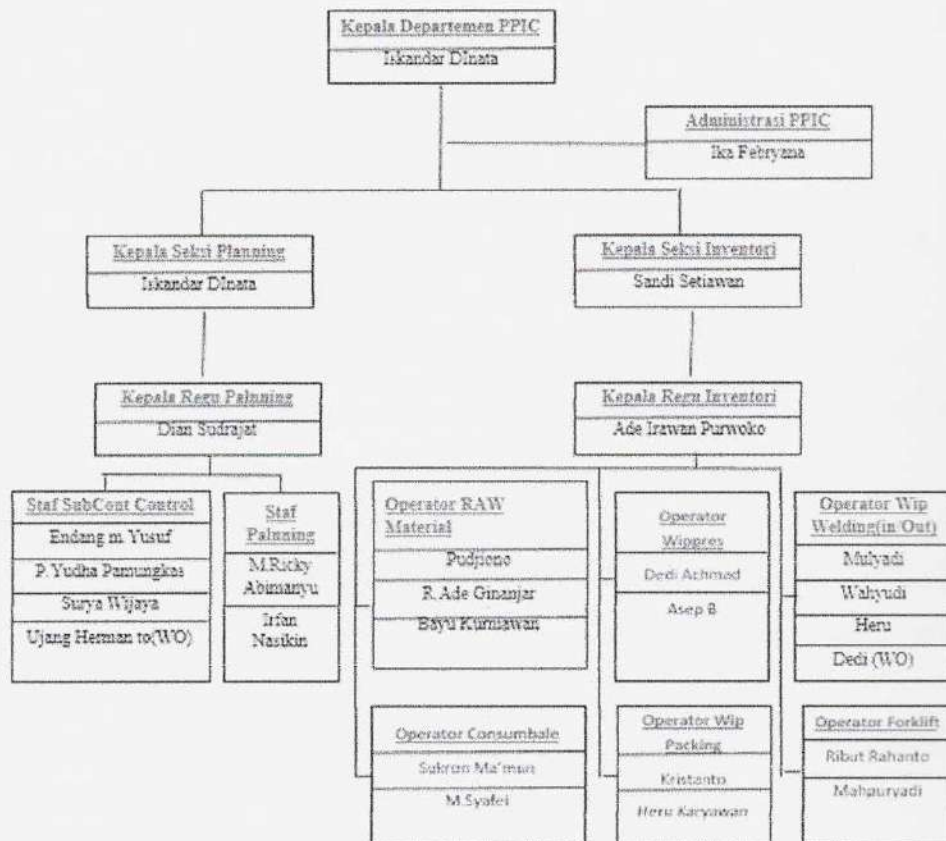 Kepala Departemen PPIC
Iskandar DInata
Administrasi PPIC
Ika Febryana
Kepala Seksi Planning
Iskandar DInata
Kepala Seksi Inventori
Sandi Setiawan
Kepala Regu Palnning
Dian Sudrajat
Kepala Regu Inventori
Ade Irawan Purwoko
Staf SubCont Control
Endang m. Yusuf
P. Yudha Pamungkas
Surya Wijaya
Ujang Herman to(WO)
Staf
Palnning
M.Ricky
Abimanyu
Irfan
Nasikin
Operator RAW
Material
Pudjiono
R. Ade Ginanjar
Bayu Kurniawan
Operator
Wippres
Dedi Achmad
Asep B
Operator Wip
Welding(in Out)
Mulyadi
Wahyudi
Heru
Dedi (WO)
Operator Consumbale
Sukron Ma'mun
M.Syafei
Operator Wip
Packing
Kristanto
Heru Karyawan
Operator Forklift
Ribut Rahanto
Mahpuryadi